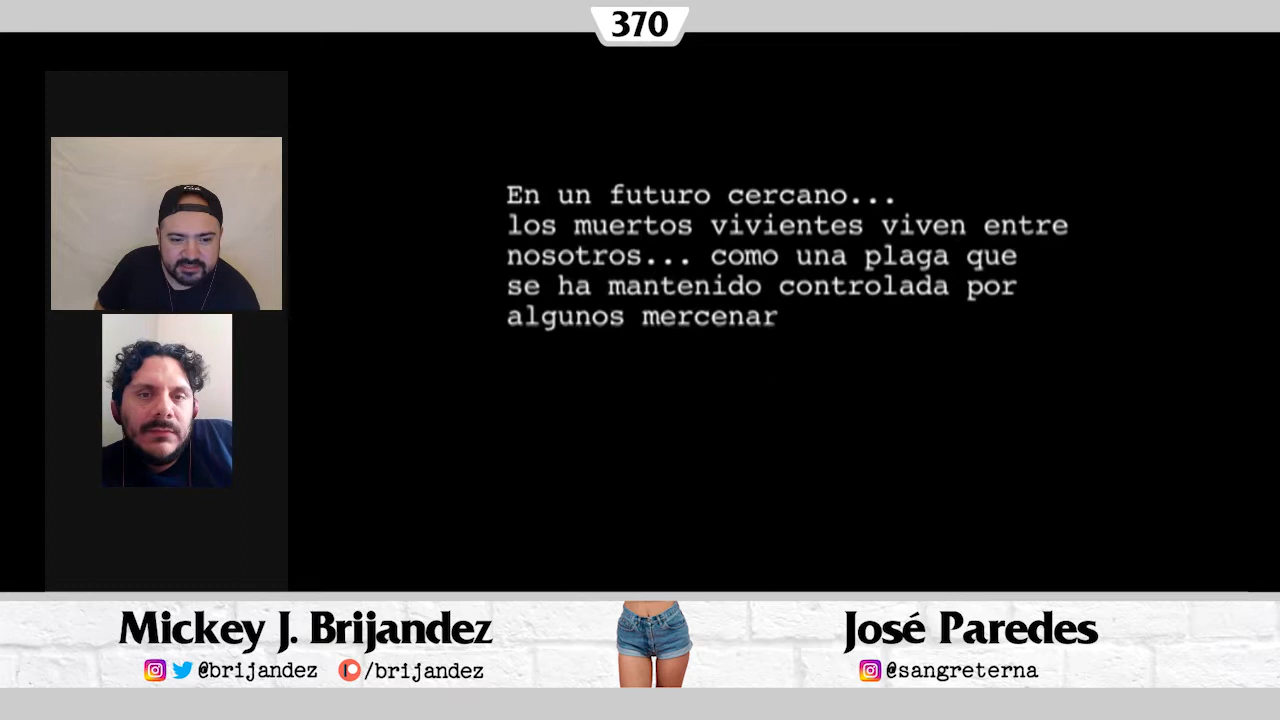 370
En un futuro cercano...
los muertos vivientes viven entre
nosotros... como una plaga que
se ha mantenido controlada por
algunos mercenar
Mickey J. Brijandez
@brijandez /brijandez
José Paredes
@sangreterna